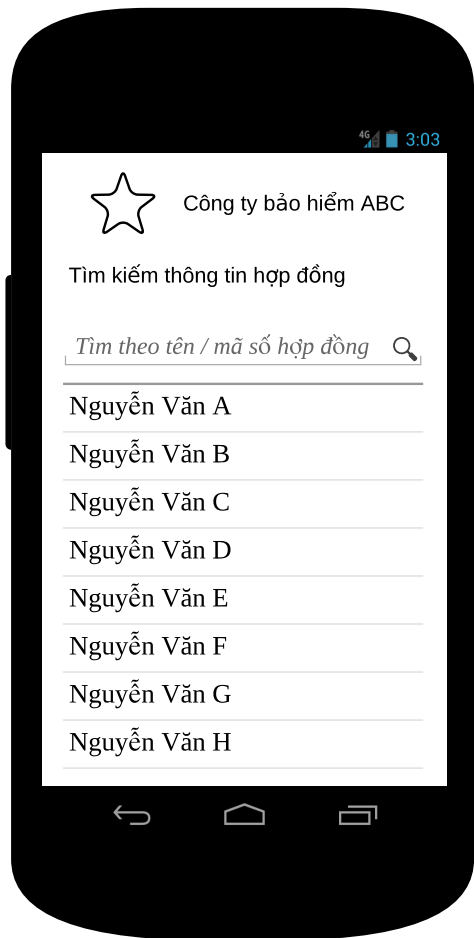 4G 3:03
Công ty bảo hiểm ABC
Tìm kiếm thông tin hợp đồng
Tìm theo tên / mã số hợp đồng
Nguyễn Văn A
Nguyễn Văn B
Nguyễn Văn C
Nguyễn Văn D
Nguyễn Văn E
Nguyễn Văn F
Nguyễn Văn G
Nguyễn Văn H